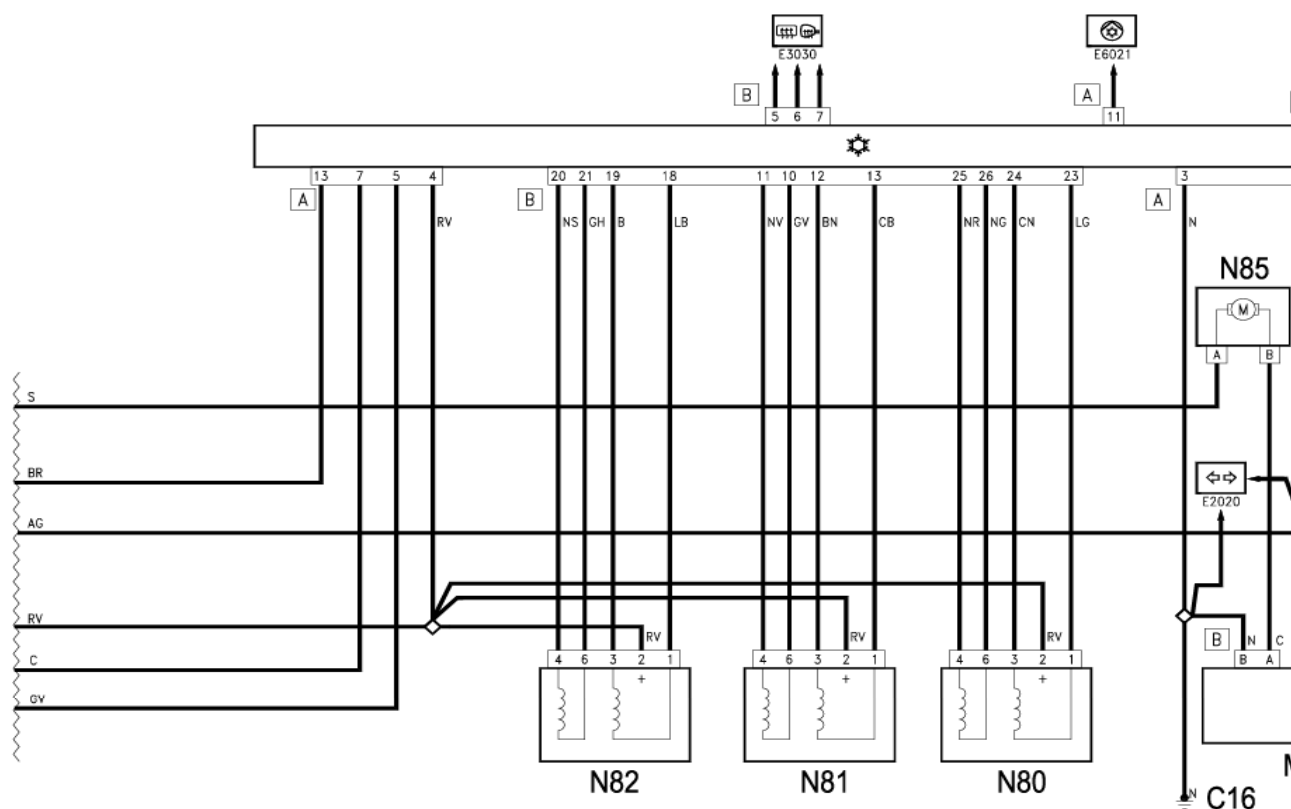 E3030 E6021
B A
5 6 7 11
13 7 5 4 20 21 19 18 11 10 12 13 25 26 24 23 3
A B A
RV NS GH B LB NV GV BN CB NR NG CN LG N
N85
M
A B
S
BR
E2020
AG
RV
RV RV RV B N C
C
4 6 3 2 1 4 6 3 2 1 4 6 3 2 1 B A
+ + +
GV
N82 N81 N80
N C16